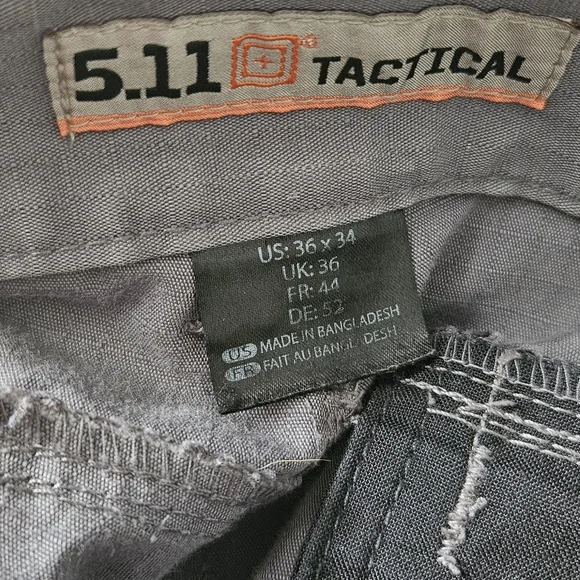 5.11 TACTICAL
US: 36 x 34
UK: 36
FR: 44
DE: 52
US MADE IN BANGLADESH
FR FAIT AU BANGLADESH